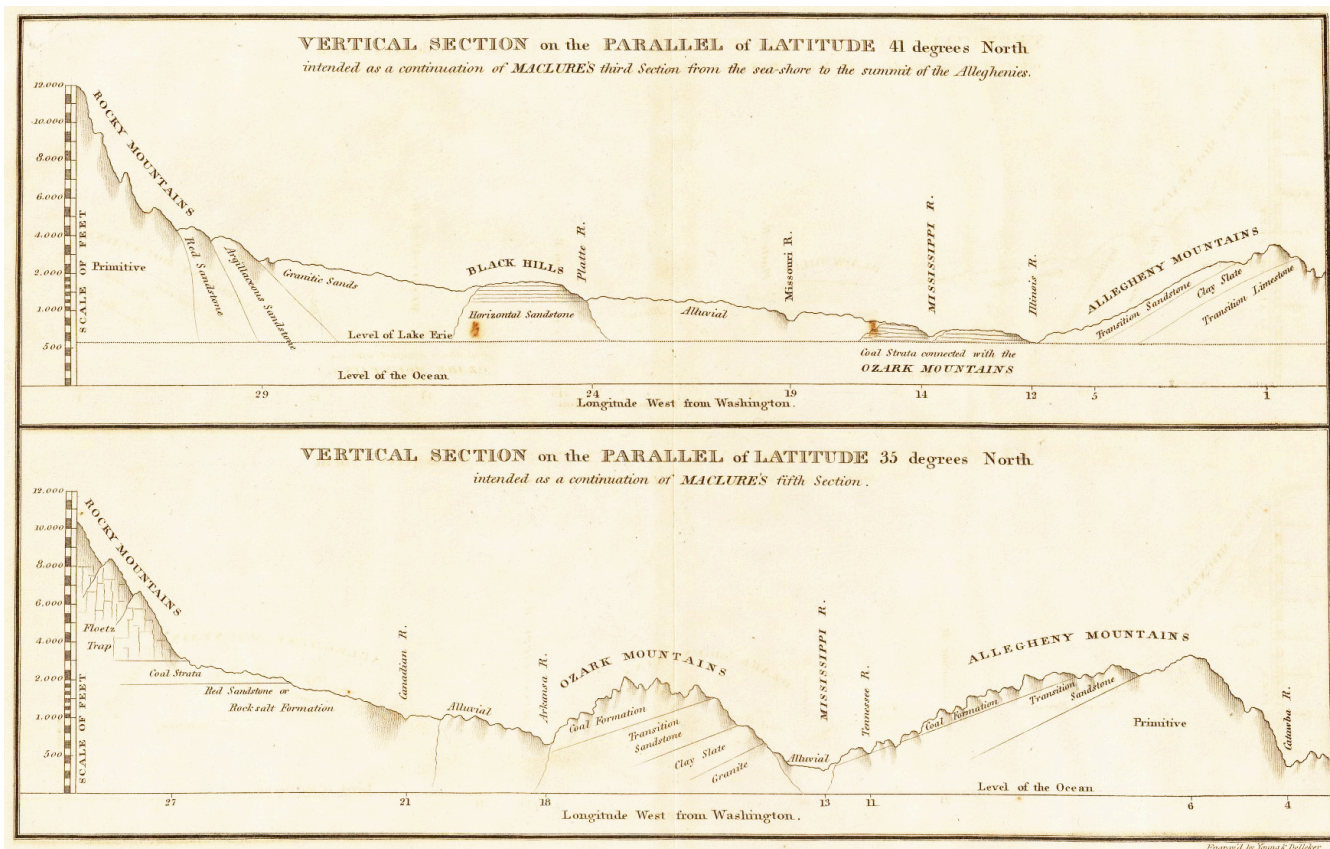 VERTICAL SECTION on the PARALLEL of LATITUDE 41 degrees North
intended as a continuation of MACLURE'S third Section from the sea-shore to the summit of the Alleghenies.
12.000
10.000
8.000
6.000
4.000
2.000
1.000
500
SCALE OF FEET
ROCKY MOUNTAINS
Primitive
Red Sandstone
Argillaceous Sandstone
Granitic Sands
BLACK HILLS
Horizontal Sandstone
Platte R.
Alluvial
Missouri R.
MISSISSIPPI R.
Illinois R.
ALLEGHENY MOUNTAINS
Transition Sandstone
Clay Slate
Transition Limestone
Level of Lake Erie
Coal Strata connected with the
OZARK MOUNTAINS
Level of the Ocean
29
24
19
14
12
5
1
Longitude West from Washington.
VERTICAL SECTION on the PARALLEL of LATITUDE 35 degrees North
intended as a continuation of MACLURE'S fifth Section.
12.000
10.000
8.000
6.000
4.000
2.000
1.000
500
SCALE OF FEET
ROCKY MOUNTAINS
Floetz
Trap
Coal Strata
Red Sandstone or
Rocksalt Formation
Canadian R.
Alluvial
Arkansa R.
OZARK MOUNTAINS
Coal Formation
Transition
Sandstone
Clay Slate
Granite
Alluvial
MISSISSIPPI R.
Tennessee R.
ALLEGHENY MOUNTAINS
Coal Formation
Transition
Sandstone
Primitive
Catawba R.
Level of the Ocean
27
21
18
13
11.
6
4
Longitude West from Washington.
Engraved by Young & Delleker